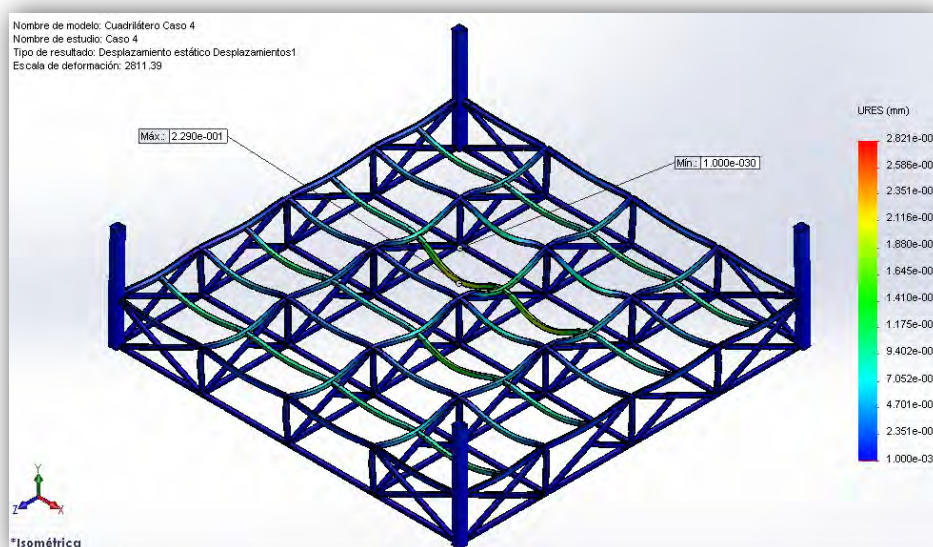 Nombre de modelo: Cuadrilátero Caso 4
Nombre de estudio: Caso 4
Tipo de resultado: Desplazamiento estático Desplazamientos1
Escala de deformación: 2811.39
Máx.: 2.290e-001
Mín.: 1.000e-030
URES (mm)
2.821e-00
2.586e-00
2.351e-00
2.116e-00
1.880e-00
1.645e-00
1.410e-00
1.175e-00
9.402e-00
7.052e-00
4.701e-00
2.351e-00
1.000e-03
Y
Z
X
*Isométrica